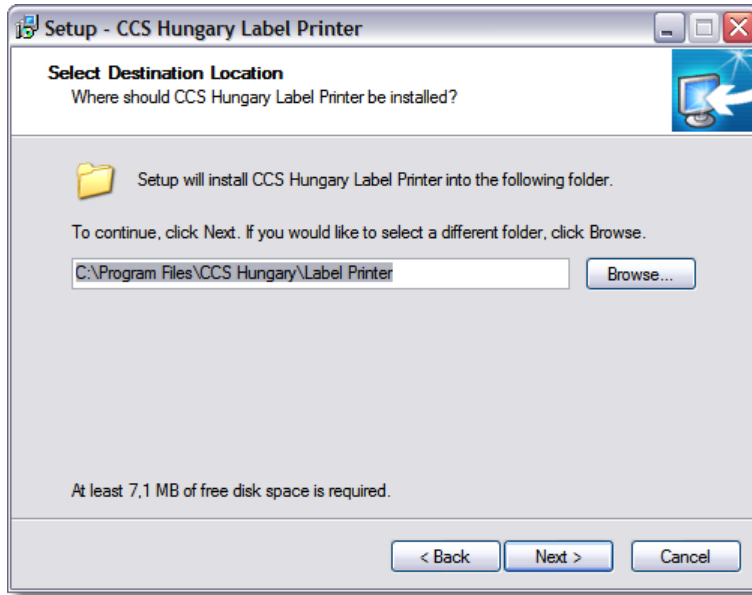 Setup - CCS Hungary Label Printer
Select Destination Location
Where should CCS Hungary Label Printer be installed?
Setup will install CCS Hungary Label Printer into the following folder.
To continue, click Next. If you would like to select a different folder, click Browse.
C:\Program Files\CCS Hungary\Label Printer
Browse...
At least 7,1 MB of free disk space is required.
< Back
Next >
Cancel